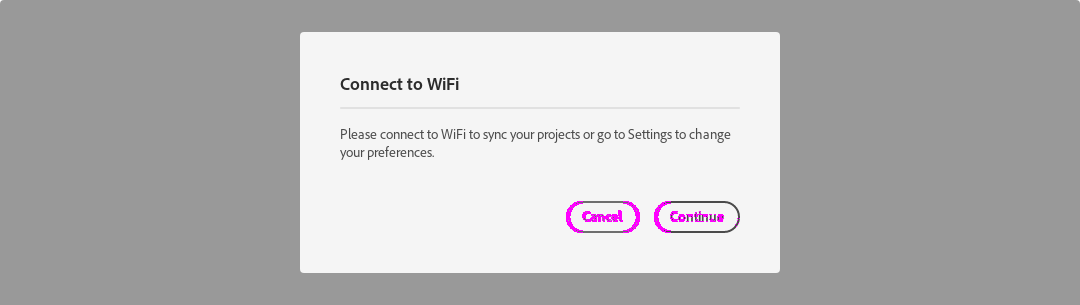 Connect to WiFi
Please connect to WiFi to sync your projects or go to Settings to change
your preferences.
Cancel
Continue